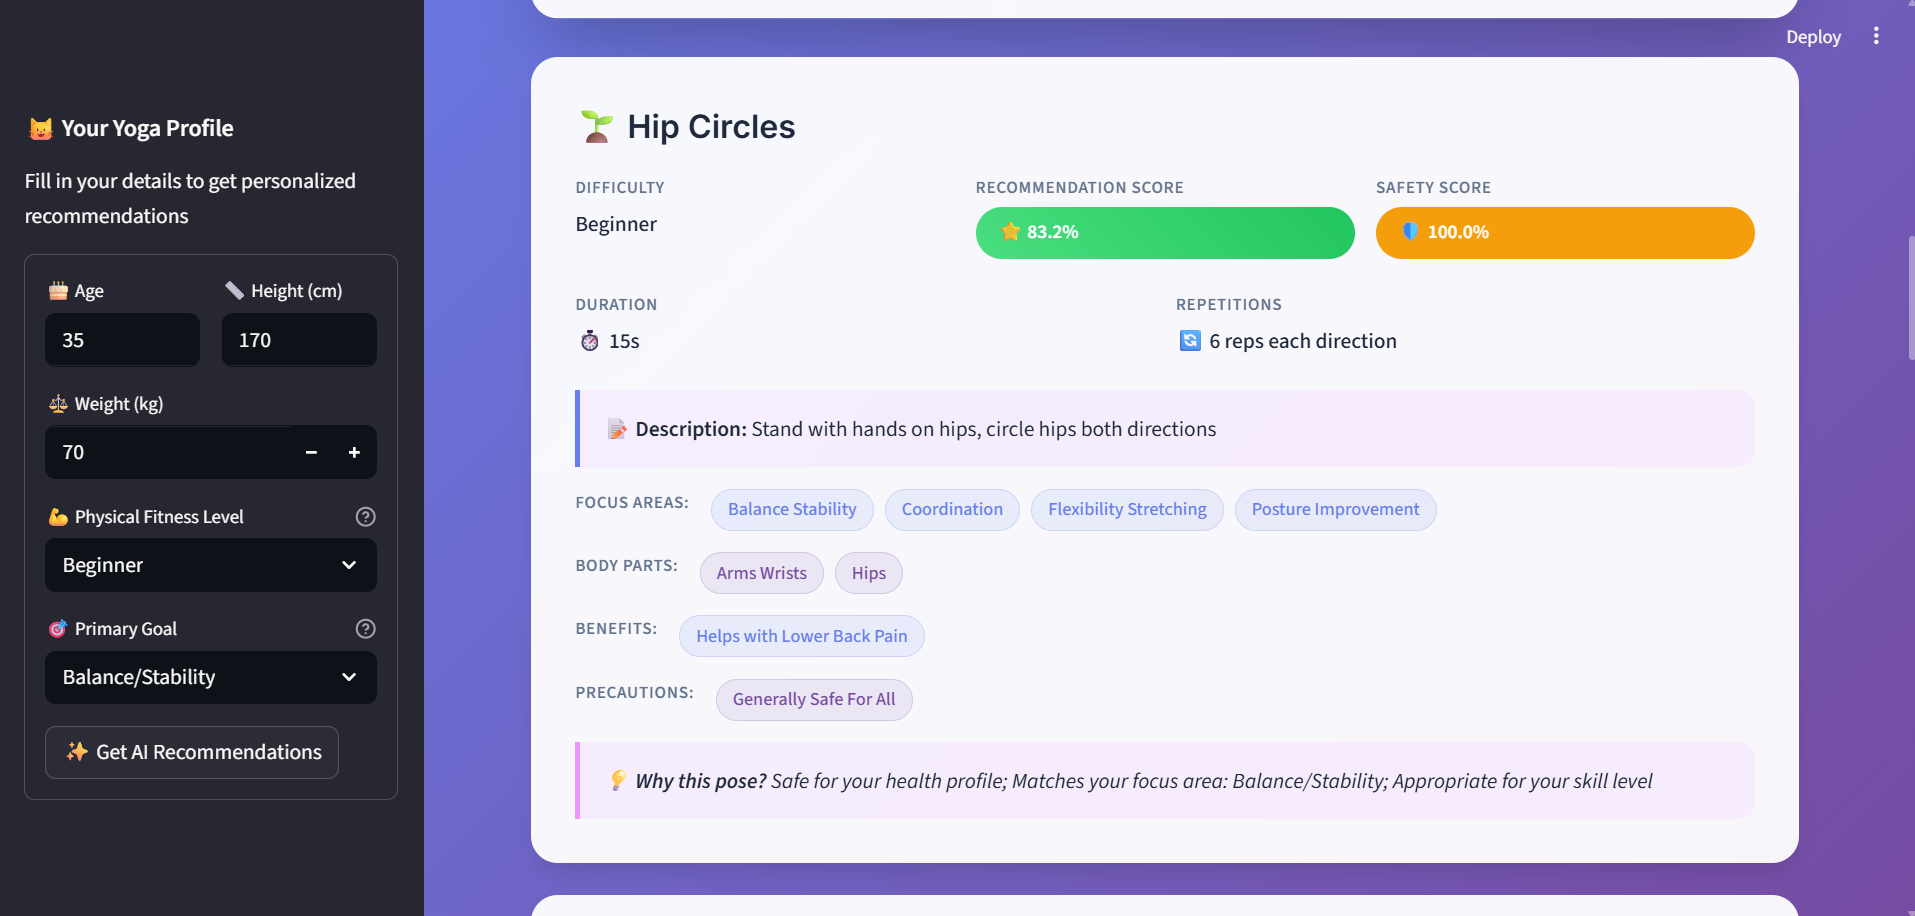 Your Yoga Profile
Fill in your details to get personalized
recommendations
Age
Height (cm)
35
170
Weight (kg)
70
− +
Physical Fitness Level
Beginner
Primary Goal
Balance/Stability
✨ Get AI Recommendations
Deploy
Hip Circles
DIFFICULTY
Beginner
RECOMMENDATION SCORE
83.2%
SAFETY SCORE
100.0%
DURATION
15s
REPETITIONS
6 reps each direction
Description: Stand with hands on hips, circle hips both directions
FOCUS AREAS: Balance Stability Coordination Flexibility Stretching Posture Improvement
BODY PARTS: Arms Wrists Hips
BENEFITS: Helps with Lower Back Pain
PRECAUTIONS: Generally Safe For All
Why this pose? Safe for your health profile; Matches your focus area: Balance/Stability; Appropriate for your skill level